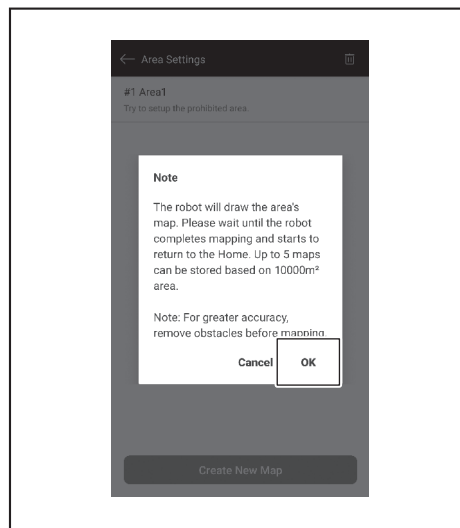 Area Settings
#1 Area1
Try to setup the prohibited area.
Note
The robot will draw the area's
map. Please wait until the robot
completes mapping and starts to
return to the Home. Up to 5 maps
can be stored based on 10000m²
area.
Note: For greater accuracy,
remove obstacles before mapping.
Cancel OK
Create New Map